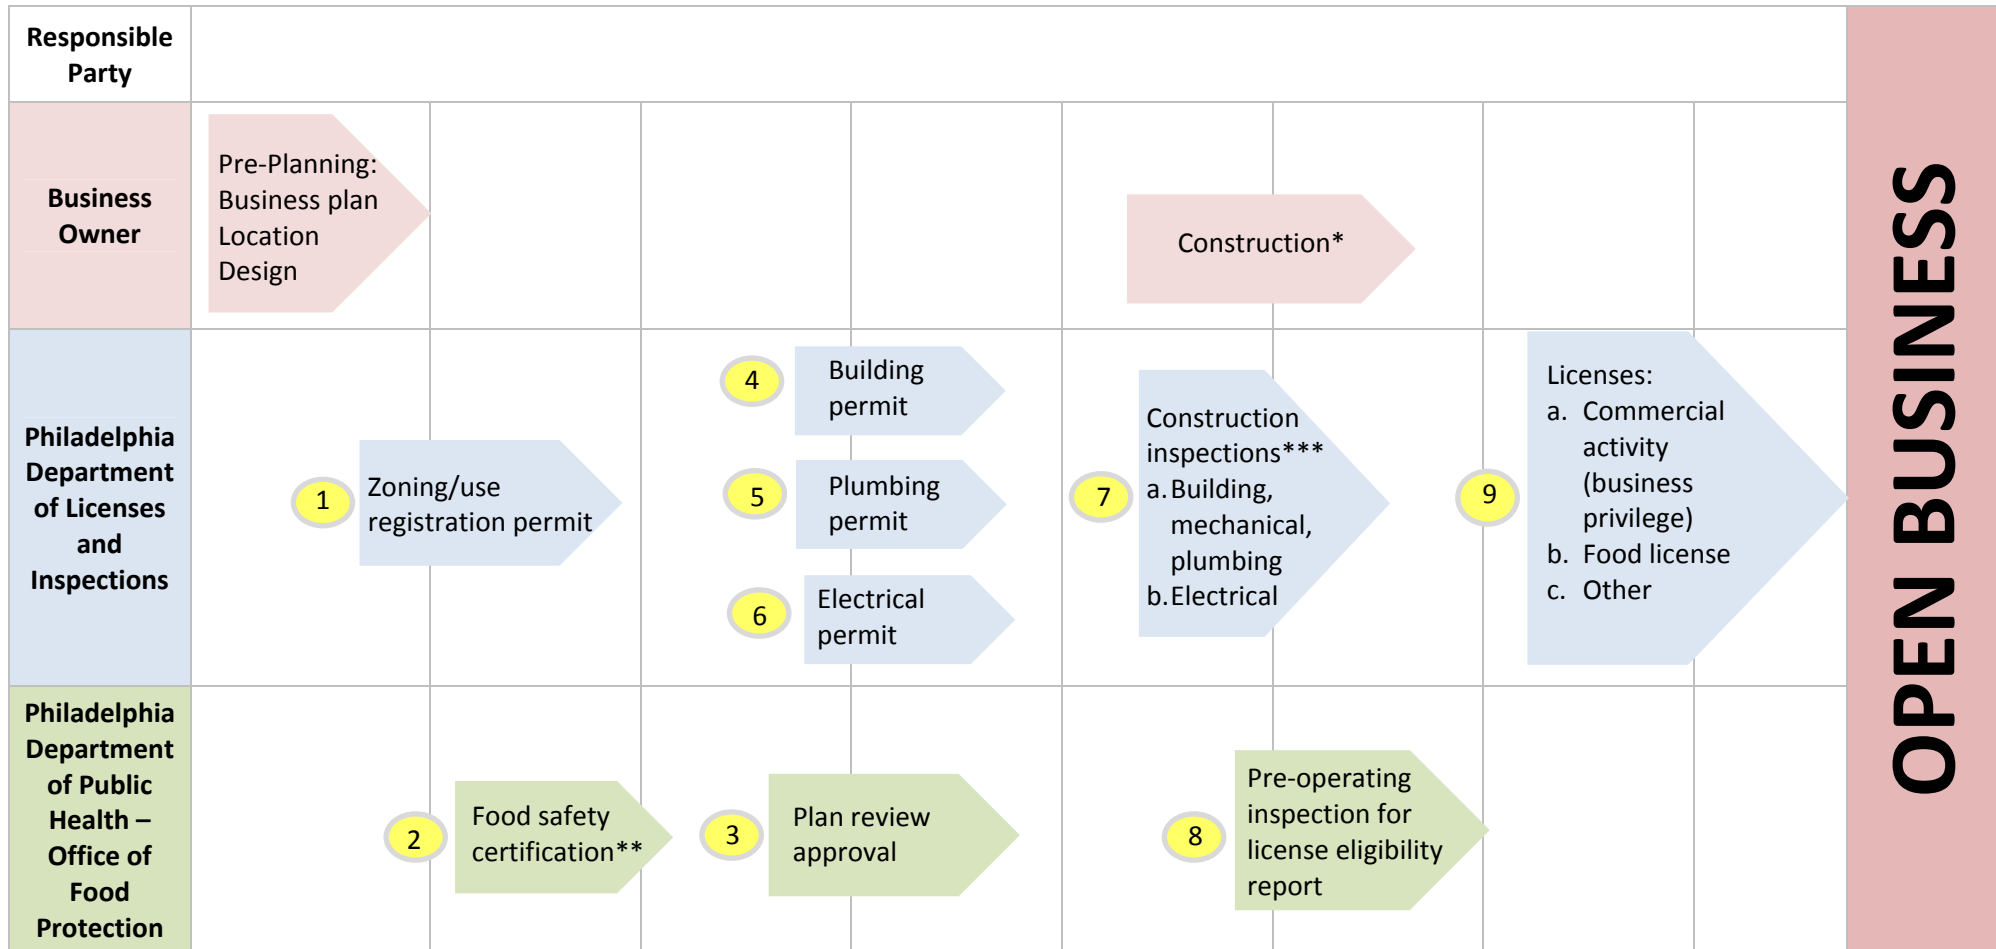 Responsible
Party
Business
Owner
Pre-Planning:
Business plan
Location
Design
Construction*
Philadelphia
Department
of Licenses
and
Inspections
1
Zoning/use
registration permit
4
Building
permit
5
Plumbing
permit
6
Electrical
permit
7
Construction
inspections***
a. Building,
mechanical,
plumbing
b. Electrical
9
Licenses:
a. Commercial
activity
(business
privilege)
b. Food license
c. Other
Philadelphia
Department
of Public
Health –
Office of
Food
Protection
2
Food safety
certification**
3
Plan review
approval
8
Pre-operating
inspection for
license eligibility
report
OPEN BUSINESS